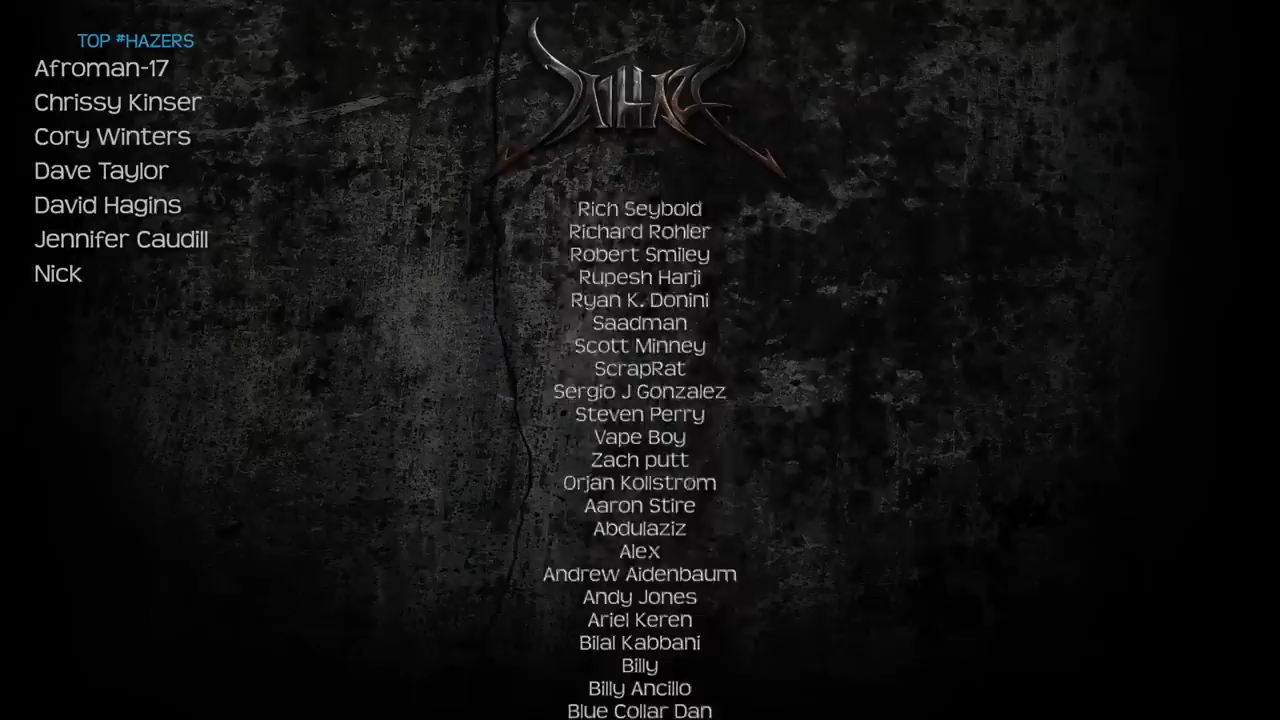 TOP #HAZERS
Afroman-17
Chrissy Kinser
Cory Winters
Dave Taylor
David Hagins
Jennifer Caudill
Nick
Rich Seybold
Richard Rohler
Robert Smiley
Rupesh Harji
Ryan K. Donini
Saadman
Scott Minney
ScrapRat
Sergio J Gonzalez
Steven Perry
Vape Boy
Zach putt
Orjan Kollstrom
Aaron Stire
Abdulaziz
Alex
Andrew Aidenbaum
Andy Jones
Ariel Keren
Bilal Kabbani
Billy
Billy Ancillo
Blue Collar Dan